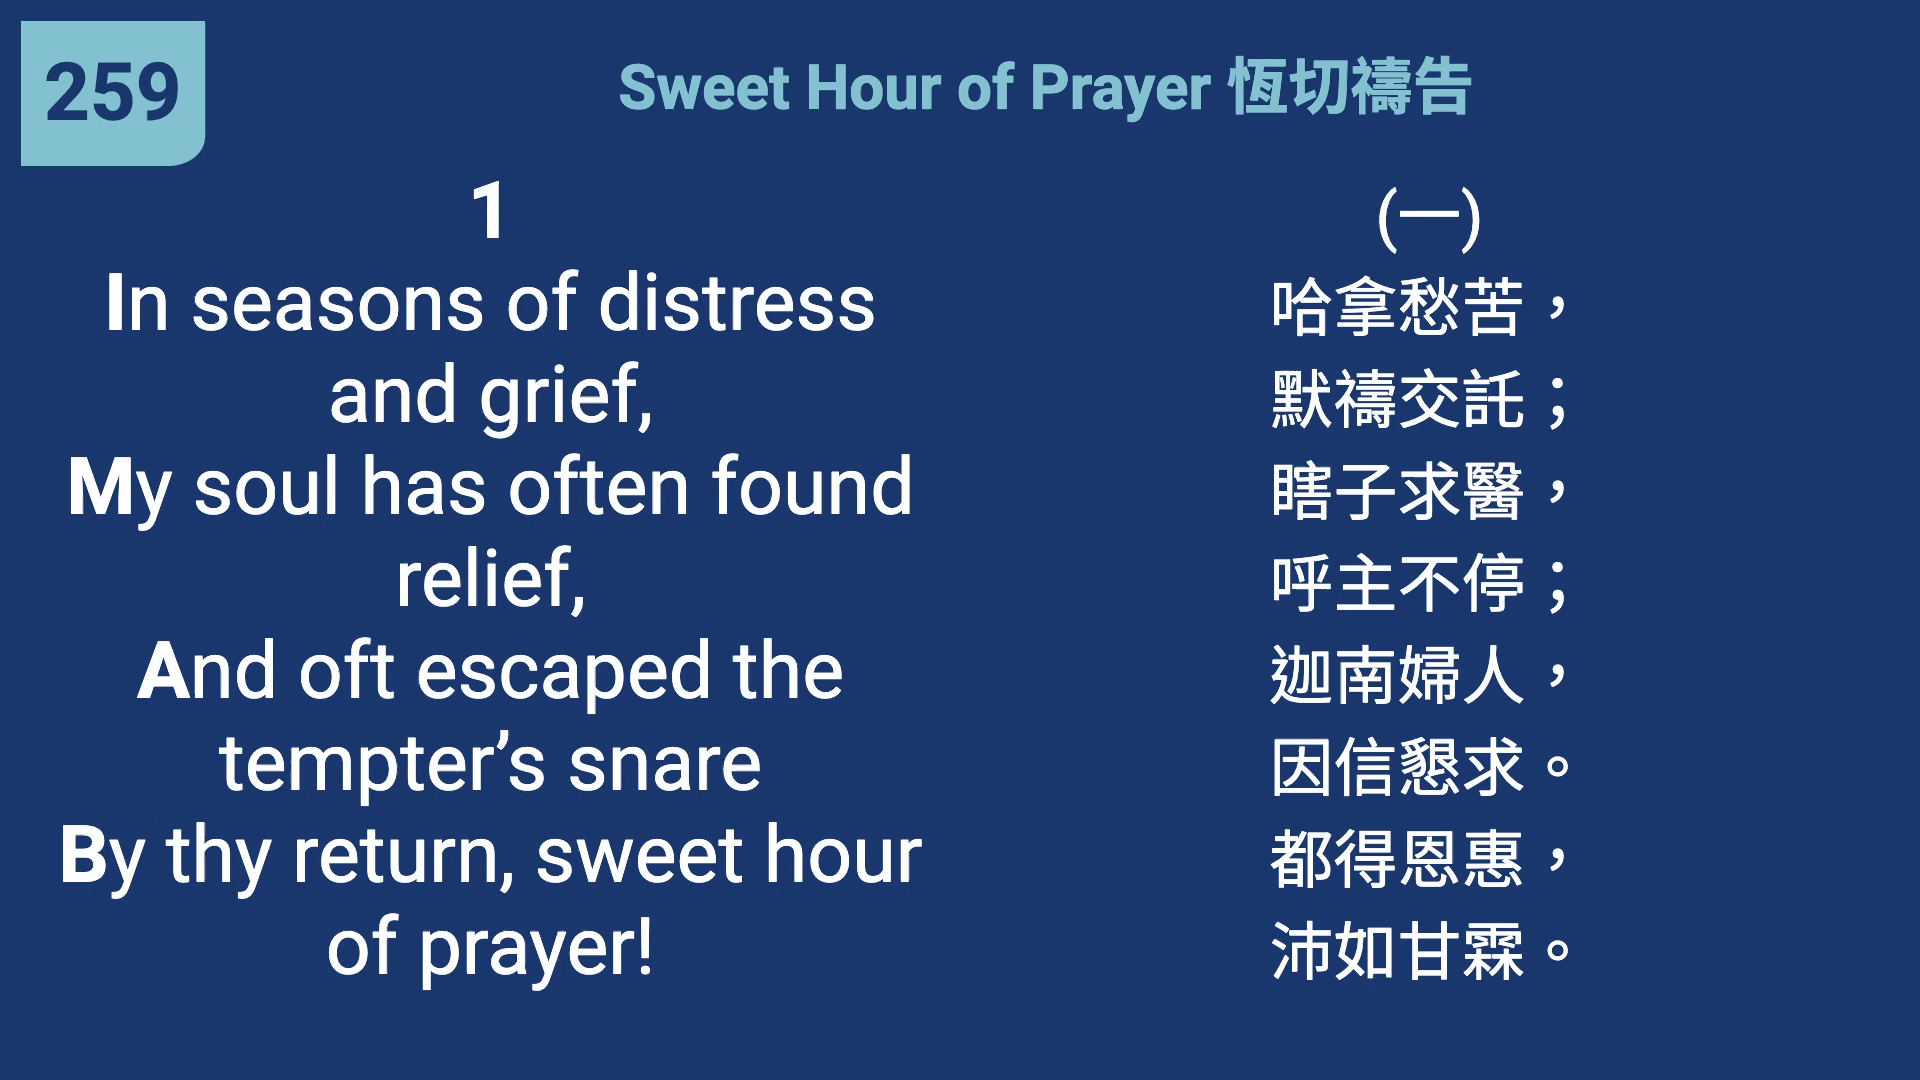 259
Sweet Hour of Prayer 恆切禱告
1
In seasons of distress
and grief,
My soul has often found
relief,
And oft escaped the
tempter’s snare
By thy return, sweet hour
of prayer!
(一)
哈拿愁苦，
默禱交託；
瞎子求醫，
呼主不停；
迦南婦人，
因信懇求。
都得恩惠，
沛如甘霖。